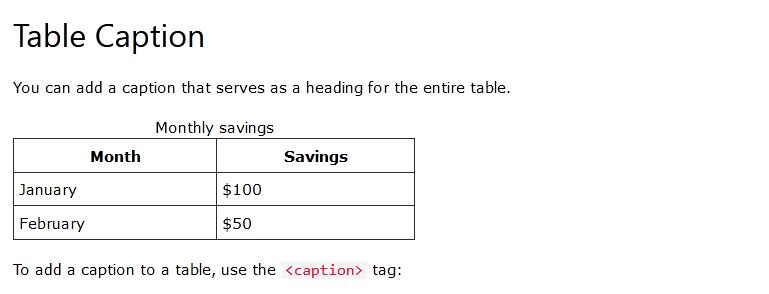 Table Caption
You can add a caption that serves as a heading for the entire table.
Monthly savings
Month Savings
January $100
February $50
To add a caption to a table, use the <caption> tag: